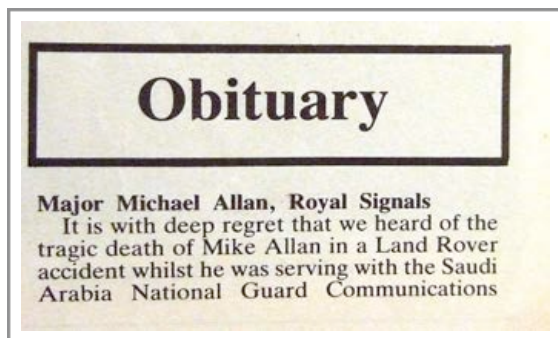 Obituary
Major Michael Allan, Royal Signals
It is with deep regret that we heard of the
tragic death of Mike Allan in a Land Rover
accident whilst he was serving with the Saudi
Arabia National Guard Communications